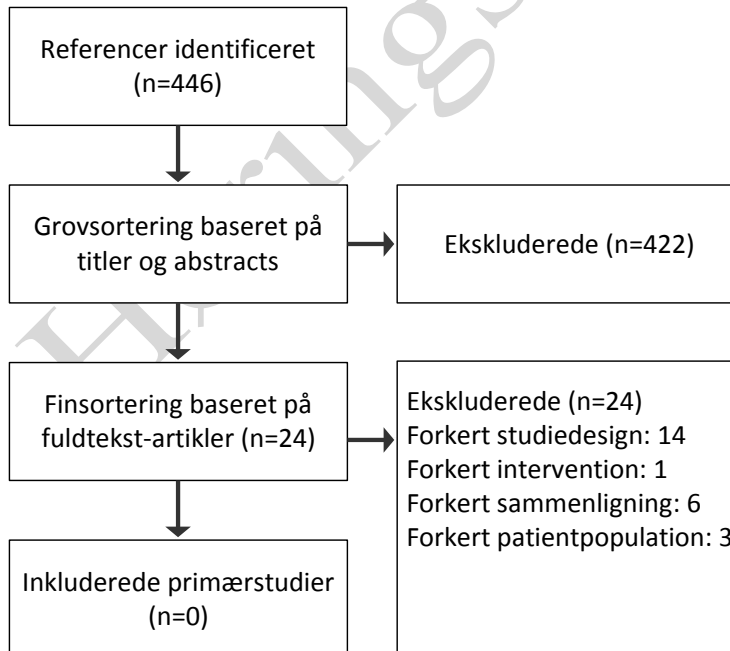 Referencer identificeret
(n=446)
Grovsortering baseret på
titler og abstracts
Ekskluderede (n=422)
Finsortering baseret på
fuldtekst-artikler (n=24)
Ekskluderede (n=24)
Forkert studiedesign: 14
Forkert intervention: 1
Forkert sammenligning: 6
Forkert patientpopulation: 3
Inkluderede primærstudier
(n=0)